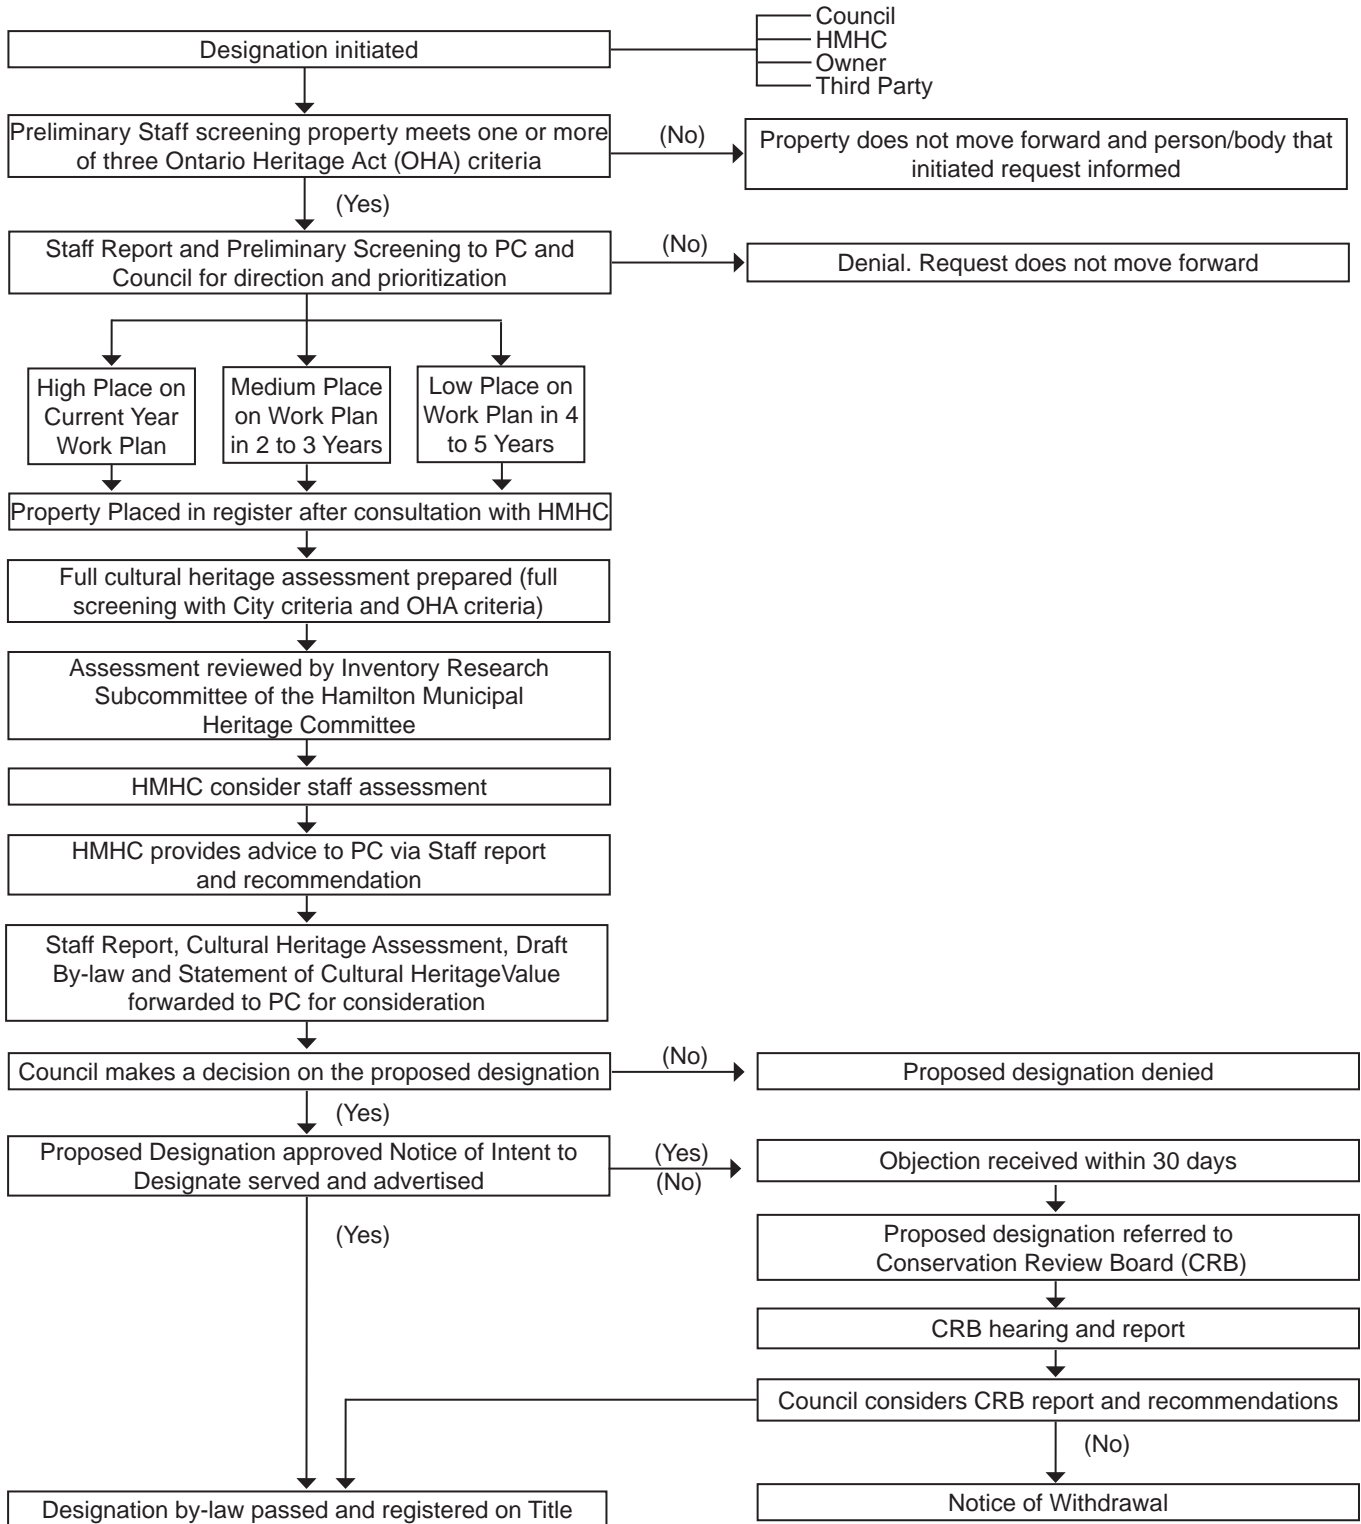 Designation initiated
Council
HMHC
Owner
Third Party
Preliminary Staff screening property meets one or more
of three Ontario Heritage Act (OHA) criteria
(No)
Property does not move forward and person/body that
initiated request informed
(Yes)
Staff Report and Preliminary Screening to PC and
Council for direction and prioritization
(No)
Denial. Request does not move forward
High Place on
Current Year
Work Plan
Medium Place
on Work Plan
in 2 to 3 Years
Low Place on
Work Plan in 4
to 5 Years
Property Placed in register after consultation with HMHC
Full cultural heritage assessment prepared (full
screening with City criteria and OHA criteria)
Assessment reviewed by Inventory Research
Subcommittee of the Hamilton Municipal
Heritage Committee
HMHC consider staff assessment
HMHC provides advice to PC via Staff report
and recommendation
Staff Report, Cultural Heritage Assessment, Draft
By-law and Statement of Cultural HeritageValue
forwarded to PC for consideration
Council makes a decision on the proposed designation
(No)
Proposed designation denied
(Yes)
Proposed Designation approved Notice of Intent to
Designate served and advertised
(Yes)
(No)
Objection received within 30 days
(Yes)
Proposed designation referred to
Conservation Review Board (CRB)
CRB hearing and report
Council considers CRB report and recommendations
(No)
Designation by-law passed and registered on Title
Notice of Withdrawal